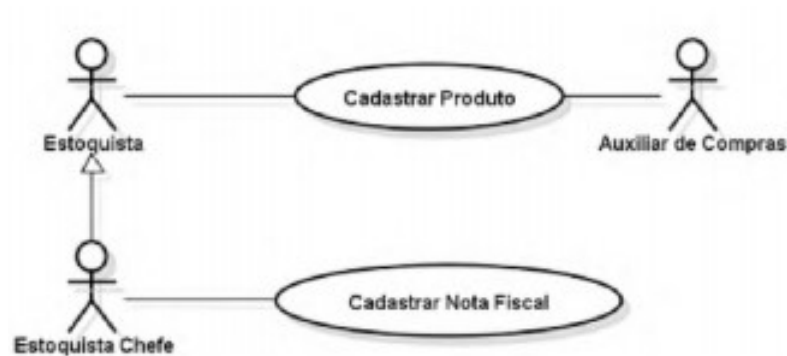 Cadastrar Produto
Estoquista
Auxiliar de Compras
Cadastrar Nota Fiscal
Estoquista Chefe